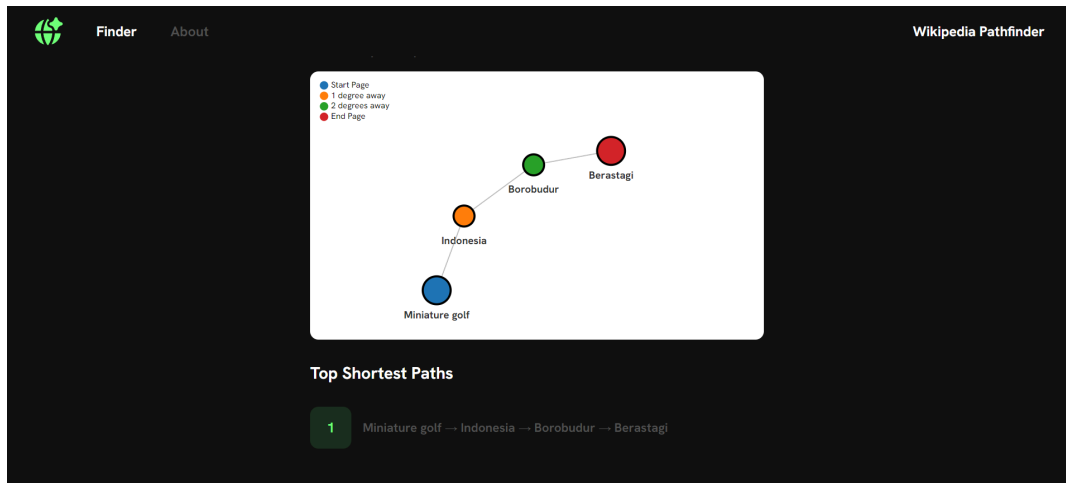 Finder About Wikipedia Pathfinder
Start Page
1 degree away
2 degrees away
End Page
Berastagi
Borobudur
Indonesia
Miniature golf
Top Shortest Paths
1 Miniature golf → Indonesia → Borobudur → Berastagi